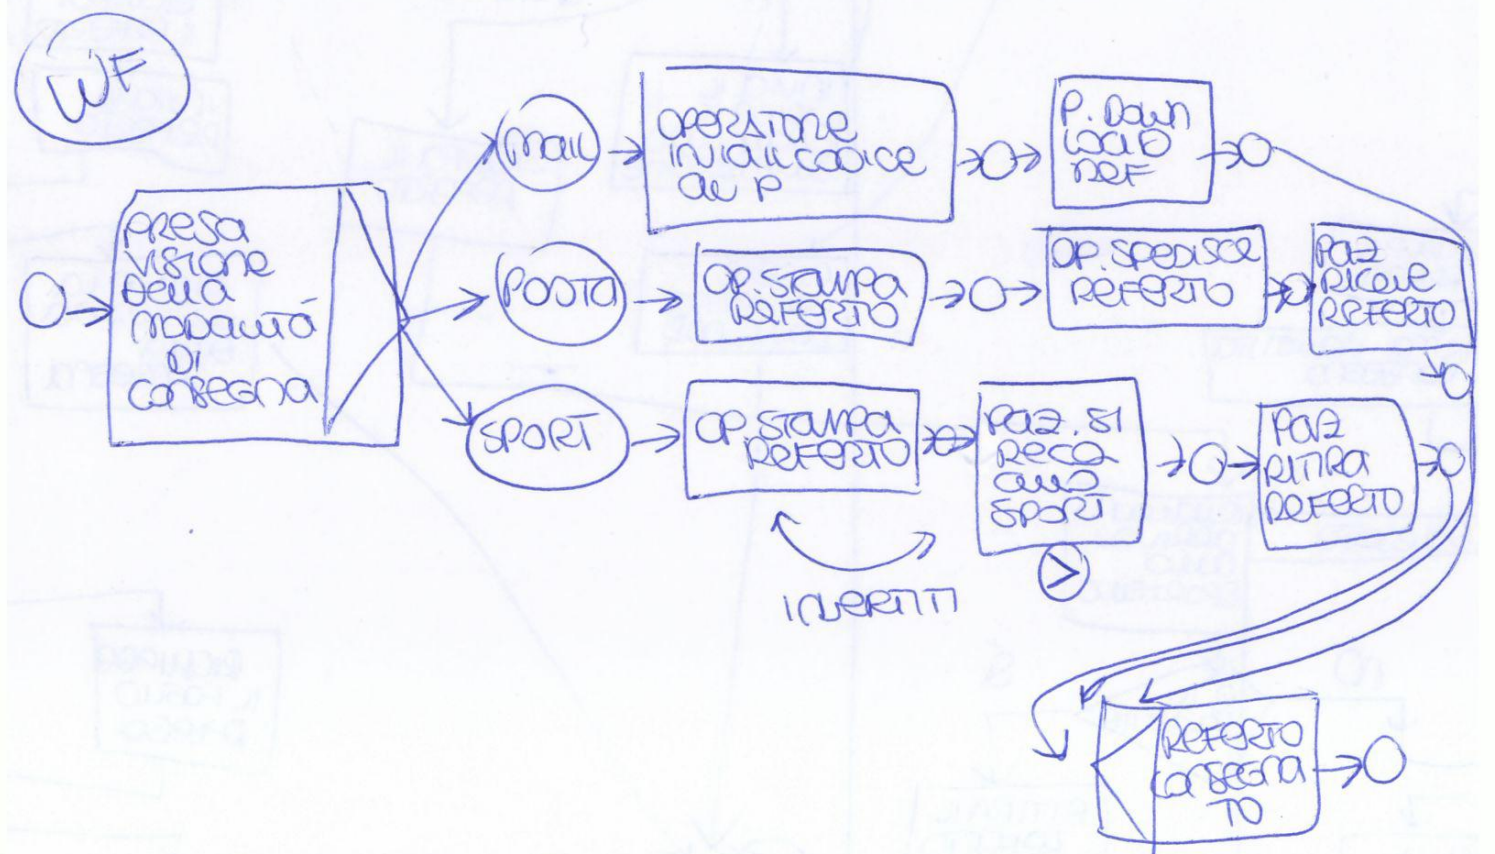 WF
PRESA
VISIONE
DELLA
MODALITÁ
DI
CONSEGNA
MAIL
OPERATORE
INVIA IL CODICE
AL P
P. DOWN
LOAD
REF
POSTA
OP. STAMPA
REFERTO
OP. SPEDISCE
REFERTO
PAZ
RICEVE
REFERTO
SPORT
OP. STAMPA
REFERTO
PAZ. SI
RECA
ALLO
SPORT
>
PAZ
RITIRA
REFERTO
INVERTITI
REFERTO
CONSEGNA
TO